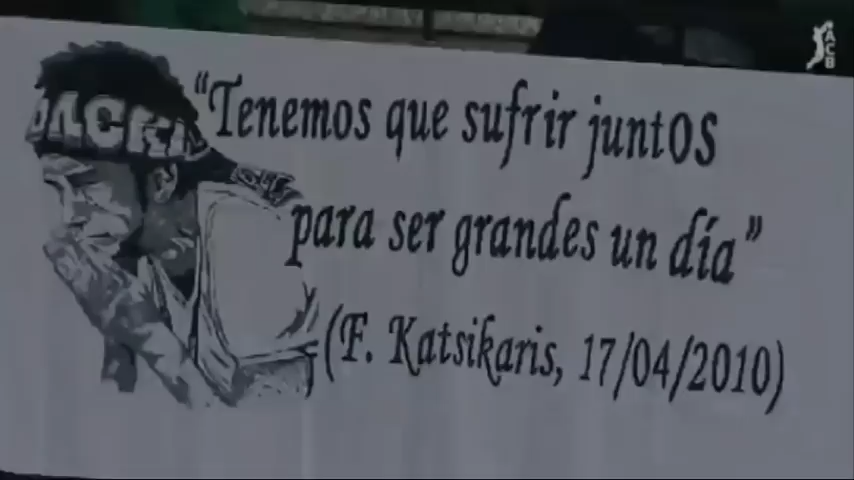 ACB
"Tenemos que sufrir juntos
para ser grandes un día"
(F. Katsikaris, 17/04/2010)